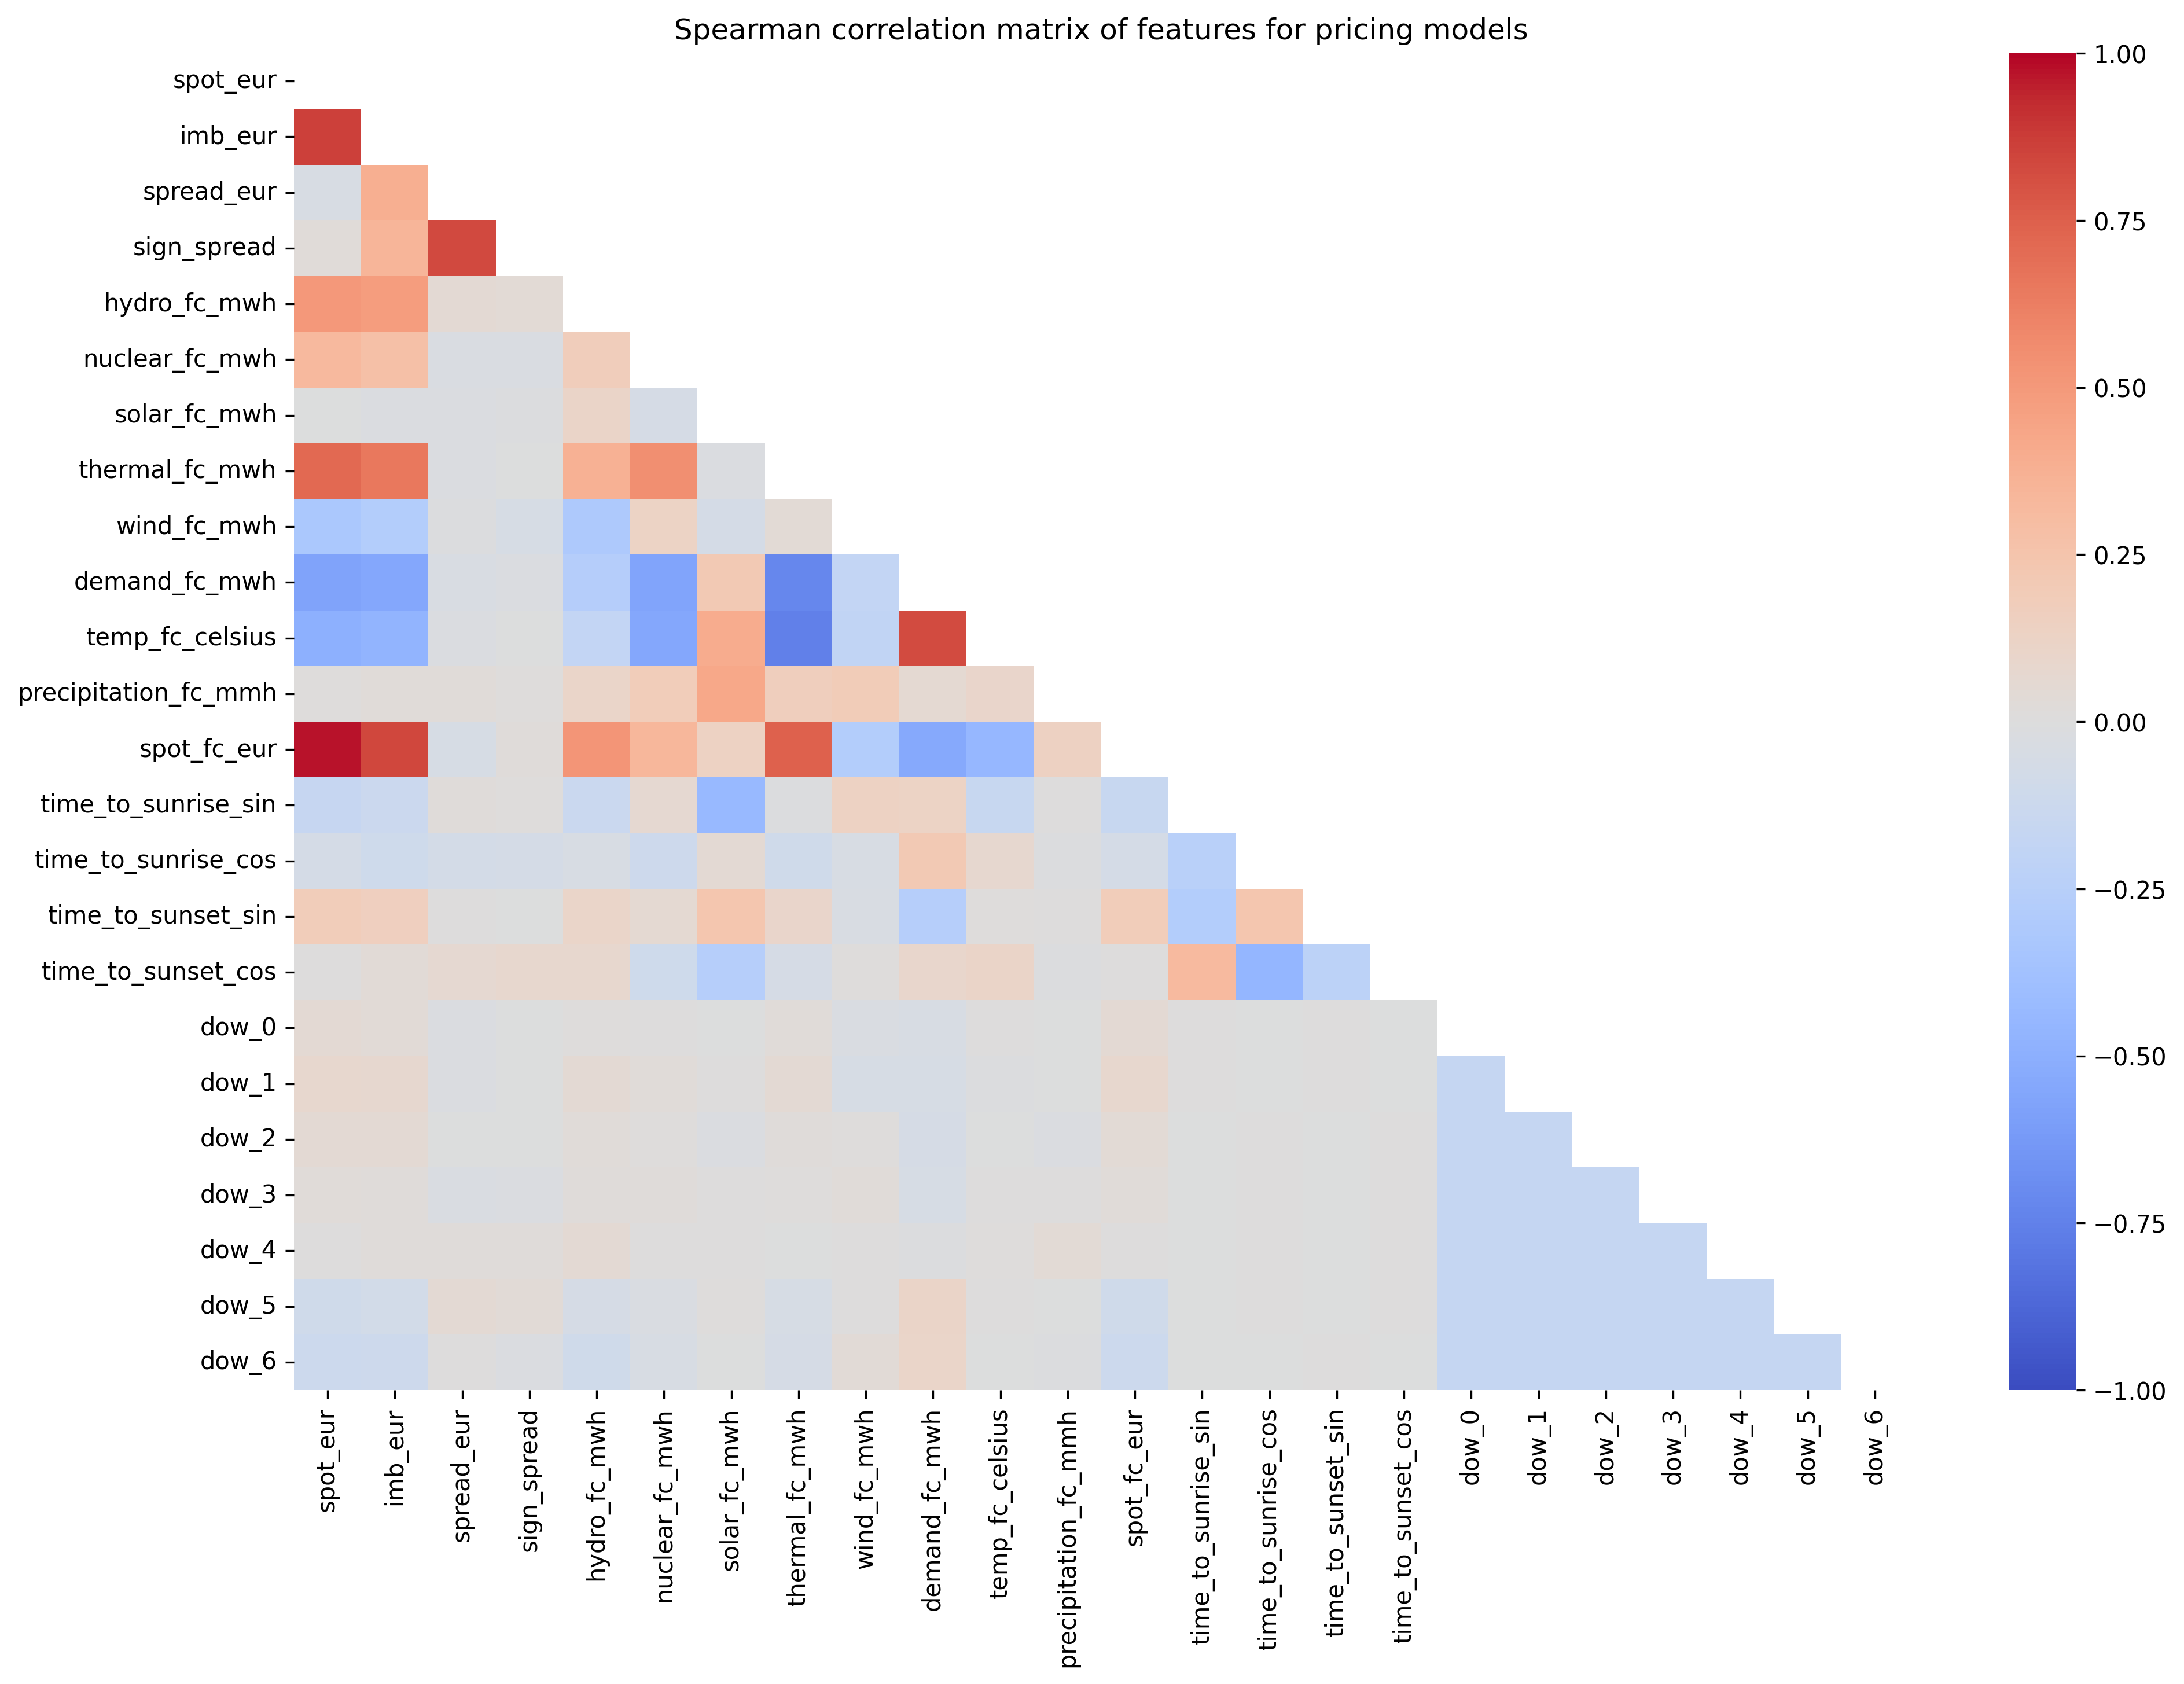 Spearman correlation matrix of features for pricing models
spot_eur
imb_eur
spread_eur
sign_spread
hydro_fc_mwh
nuclear_fc_mwh
solar_fc_mwh
thermal_fc_mwh
wind_fc_mwh
demand_fc_mwh
temp_fc_celsius
precipitation_fc_mmh
spot_fc_eur
time_to_sunrise_sin
time_to_sunrise_cos
time_to_sunset_sin
time_to_sunset_cos
dow_0
dow_1
dow_2
dow_3
dow_4
dow_5
dow_6
spot_eur
imb_eur
spread_eur
sign_spread
hydro_fc_mwh
nuclear_fc_mwh
solar_fc_mwh
thermal_fc_mwh
wind_fc_mwh
demand_fc_mwh
temp_fc_celsius
precipitation_fc_mmh
spot_fc_eur
time_to_sunrise_sin
time_to_sunrise_cos
time_to_sunset_sin
time_to_sunset_cos
dow_0
dow_1
dow_2
dow_3
dow_4
dow_5
dow_6
1.00
0.75
0.50
0.25
0.00
−0.25
−0.50
−0.75
−1.00